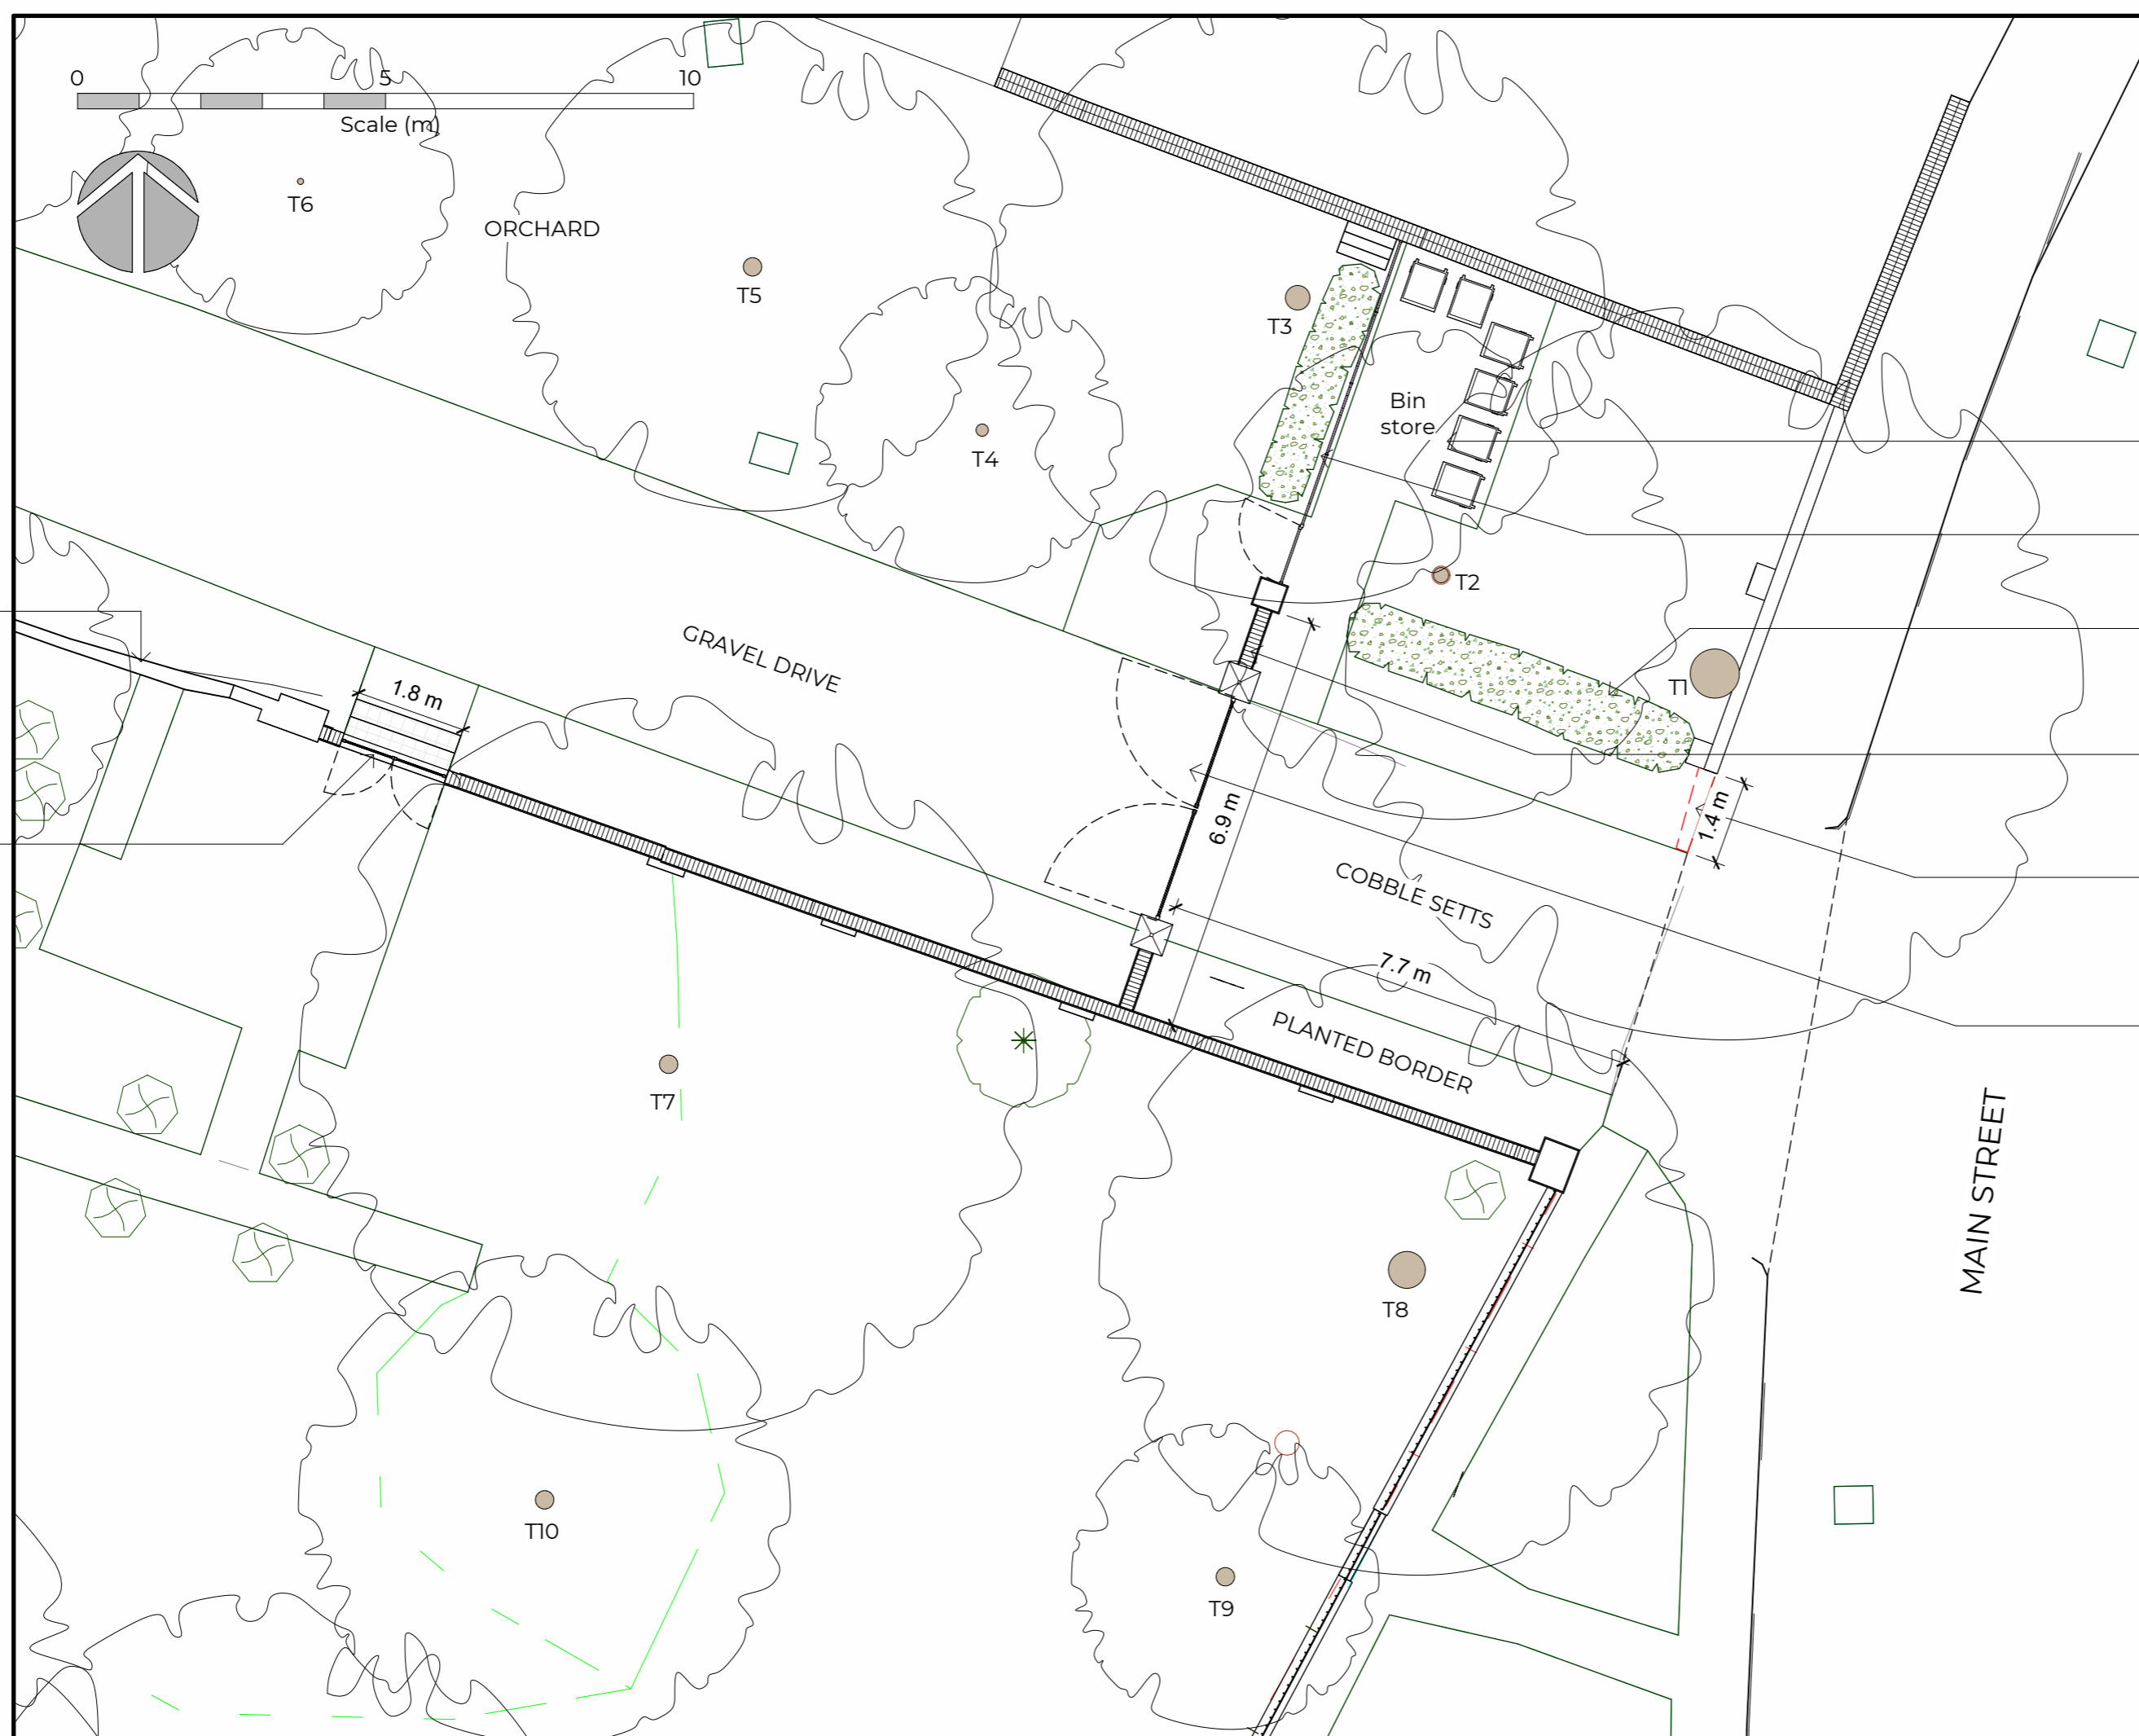 0 5 10
Scale (m)
T6
ORCHARD
T5
T3
T4
Bin
store
T2
GRAVEL DRIVE
T1
1.8 m
6.9 m
1.4 m
COBBLE SETTS
7.7 m
PLANTED BORDER
T7
MAIN STREET
T8
T10
T9